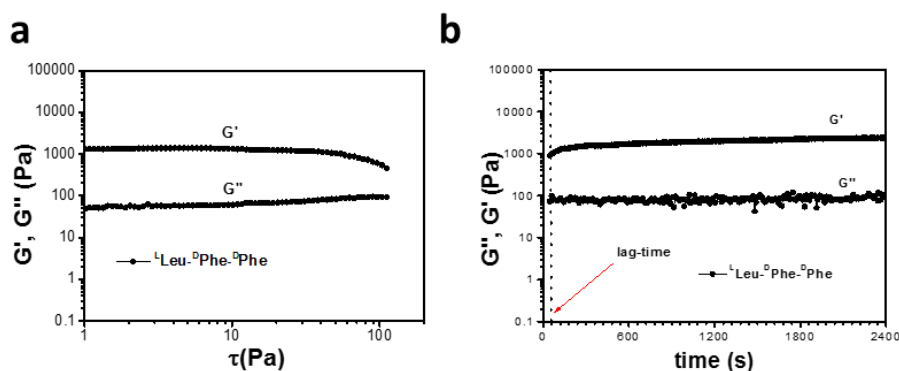 a
G', G" (Pa)
100000
10000
1000
100
10
1
0.1
G'
G"
ᴸLeu-ᴰPhe-ᴰPhe
1
10
100
τ(Pa)
b
G", G' (Pa)
100000
10000
1000
100
10
1
0.1
G'
G"
lag-time
ᴸLeu-ᴰPhe-ᴰPhe
0
600
1200
1800
2400
time (s)